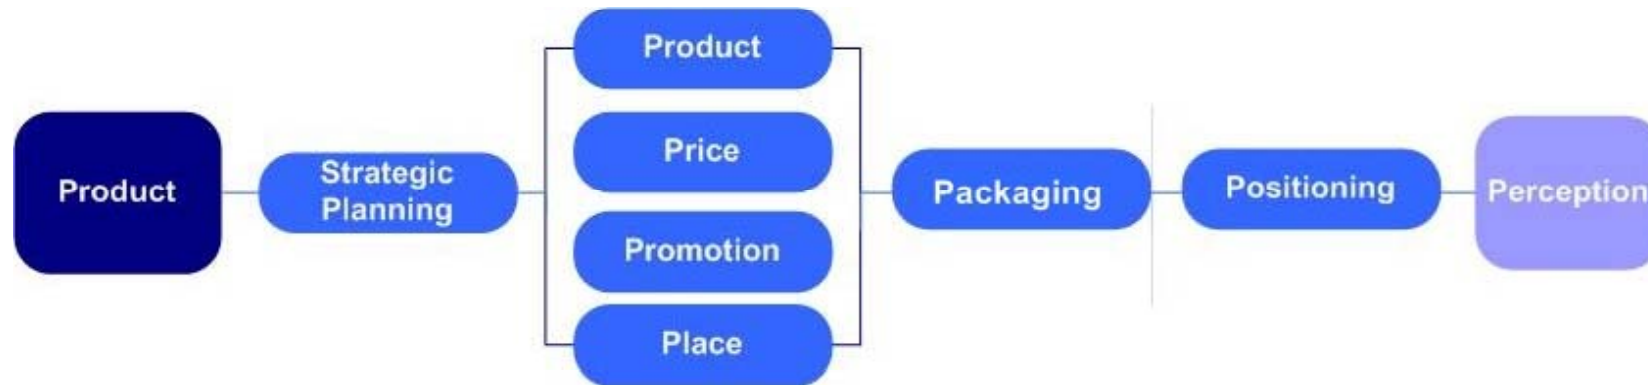 Product
Strategic
Planning
Product
Price
Promotion
Place
Packaging
Positioning
Perception